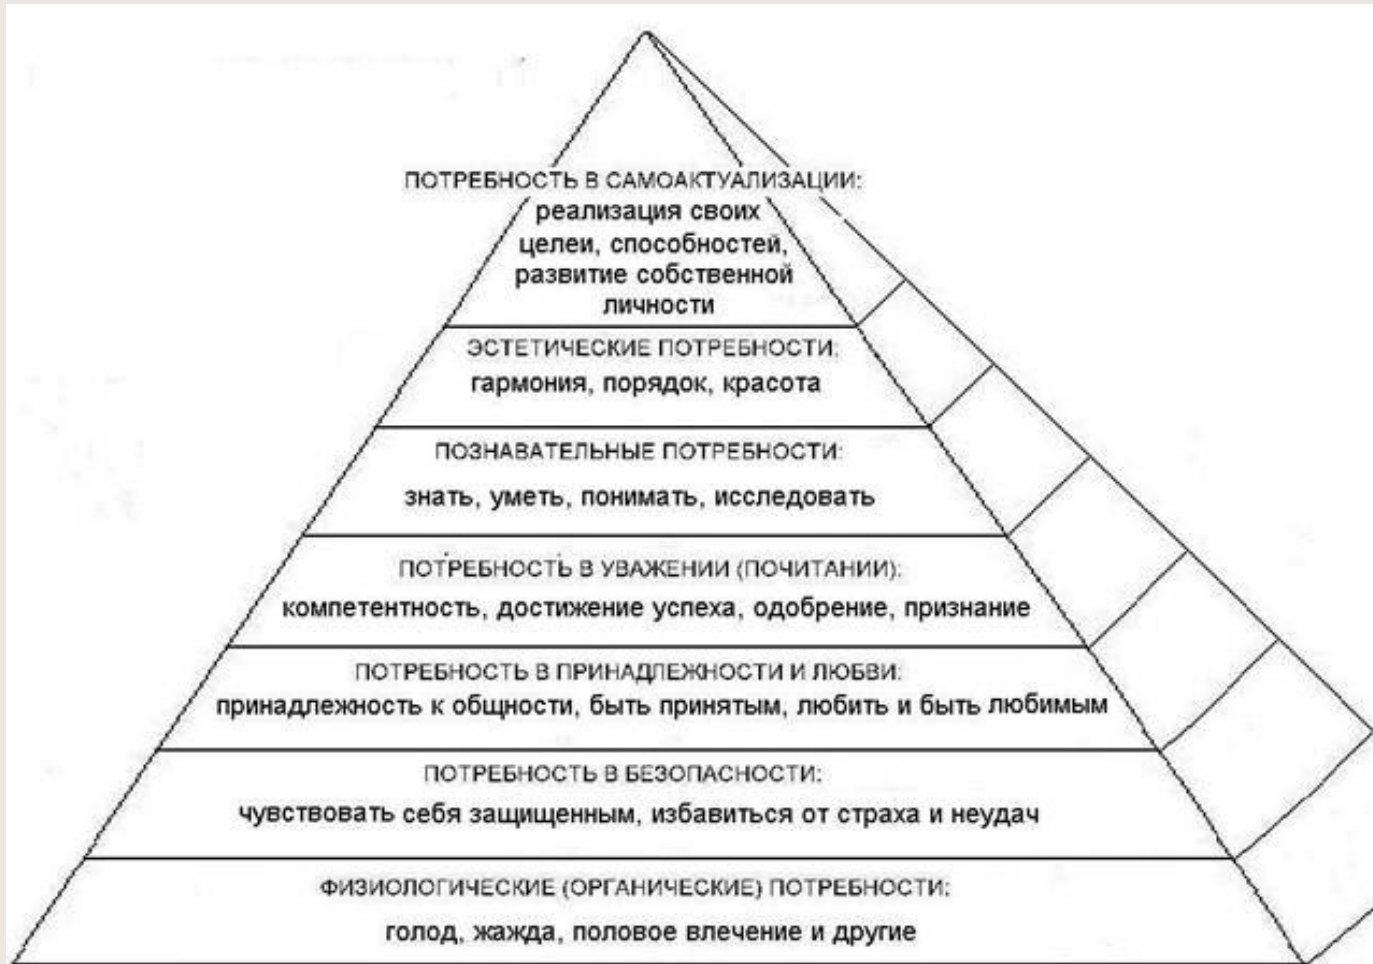 ПОТРЕБНОСТЬ В САМОАКТУАЛИЗАЦИИ:
реализация своих
целеи, способностей,
развитие собственной
личности
ЭСТЕТИЧЕСКИЕ ПОТРЕБНОСТИ:
гармония, порядок, красота
ПОЗНАВАТЕЛЬНЫЕ ПОТРЕБНОСТИ:
знать, уметь, понимать, исследовать
ПОТРЕБНОСТЬ В УВАЖЕНИИ (ПОЧИТАНИИ):
компетентность, достижение успеха, одобрение, признание
ПОТРЕБНОСТЬ В ПРИНАДЛЕЖНОСТИ И ЛЮБВИ:
принадлежность к общности, быть принятым, любить и быть любимым
ПОТРЕБНОСТЬ В БЕЗОПАСНОСТИ:
чувствовать себя защищенным, избавиться от страха и неудач
ФИЗИОЛОГИЧЕСКИЕ (ОРГАНИЧЕСКИЕ) ПОТРЕБНОСТИ:
голод, жажда, половое влечение и другие